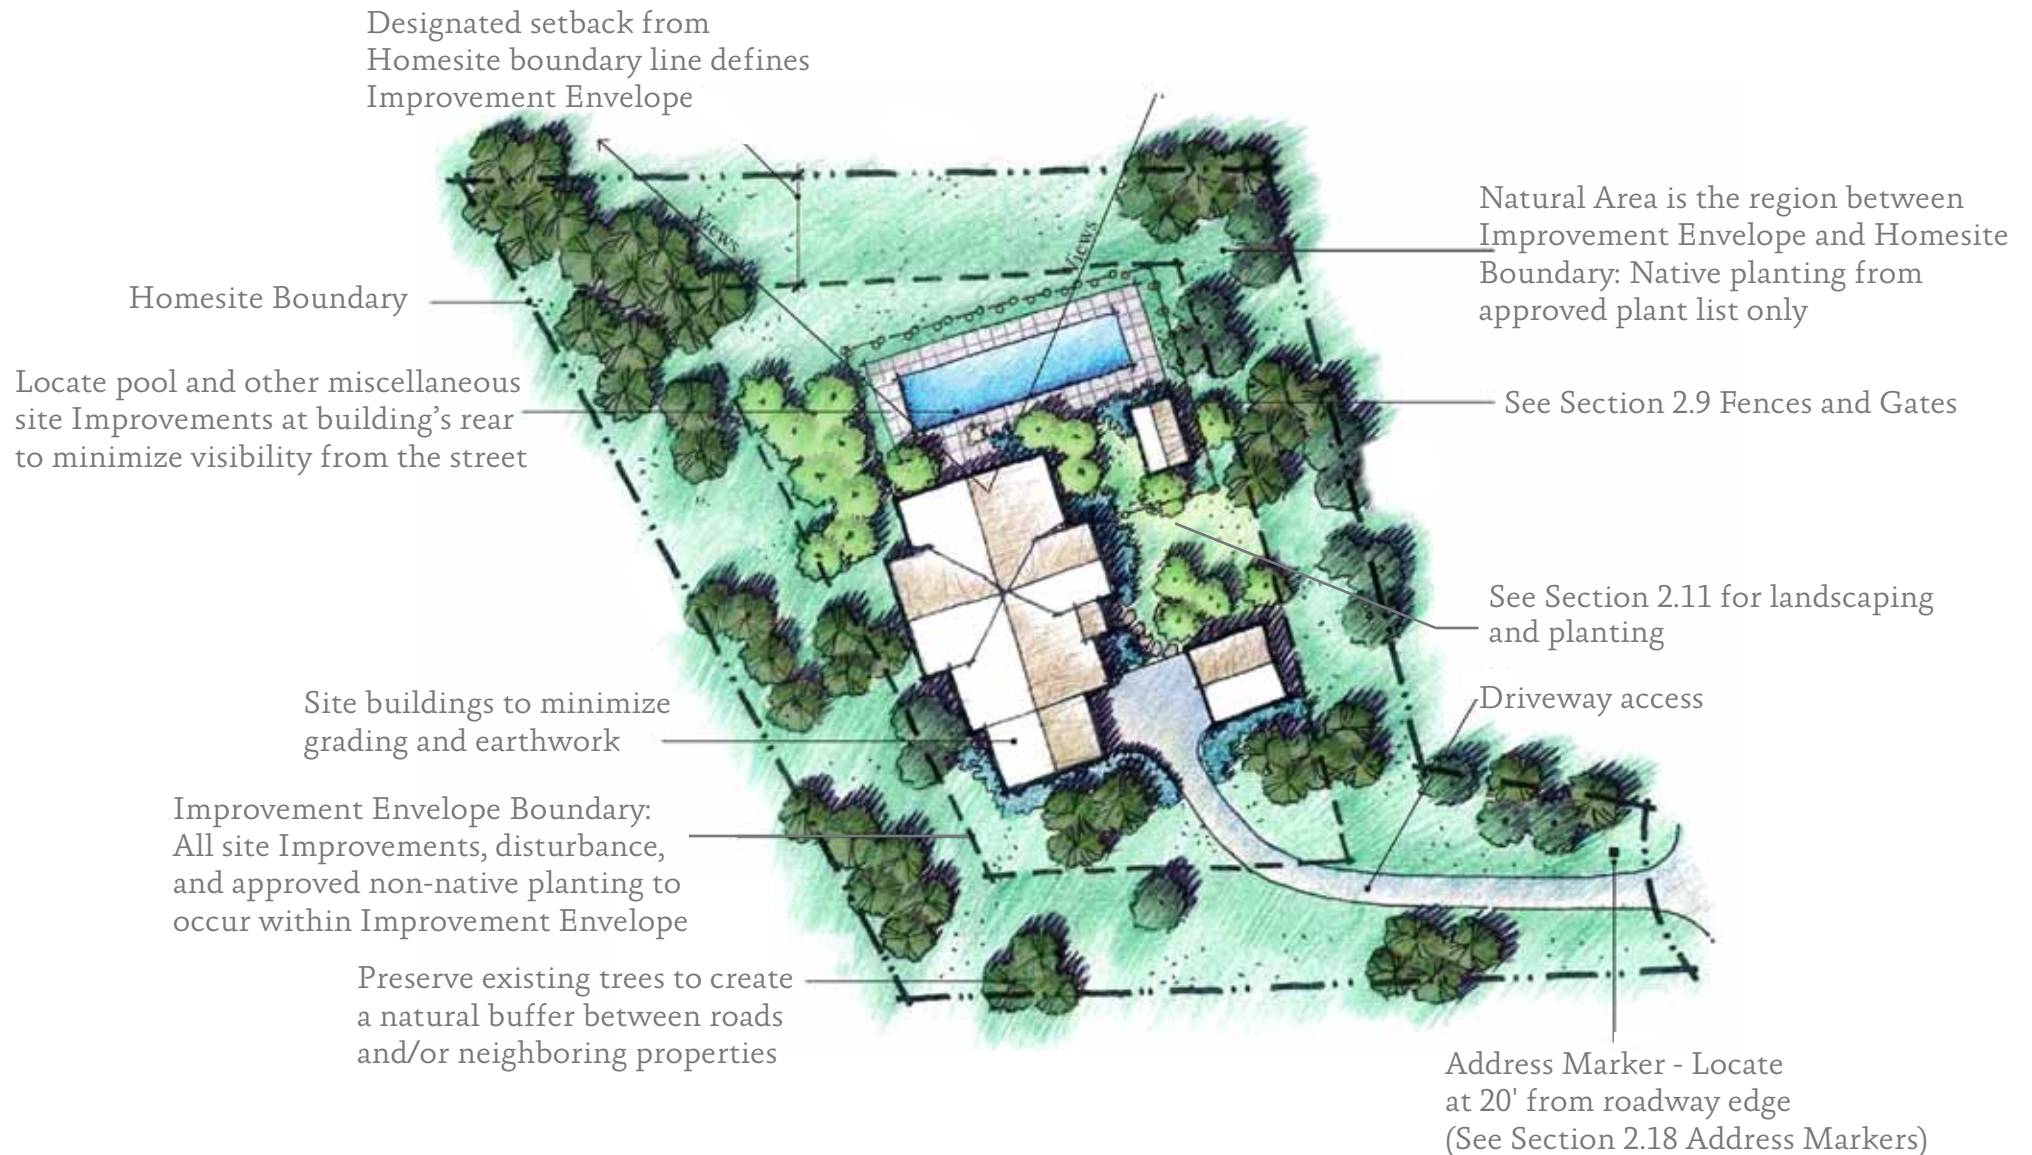 Designated setback from
Homesite boundary line defines
Improvement Envelope
Views
Views
Natural Area is the region between
Improvement Envelope and Homesite
Boundary: Native planting from
approved plant list only
Homesite Boundary
Locate pool and other miscellaneous
site Improvements at building’s rear
to minimize visibility from the street
See Section 2.9 Fences and Gates
See Section 2.11 for landscaping
and planting
Site buildings to minimize
grading and earthwork
Driveway access
Improvement Envelope Boundary:
All site Improvements, disturbance,
and approved non-native planting to
occur within Improvement Envelope
Preserve existing trees to create
a natural buffer between roads
and/or neighboring properties
Address Marker - Locate
at 20' from roadway edge
(See Section 2.18 Address Markers)